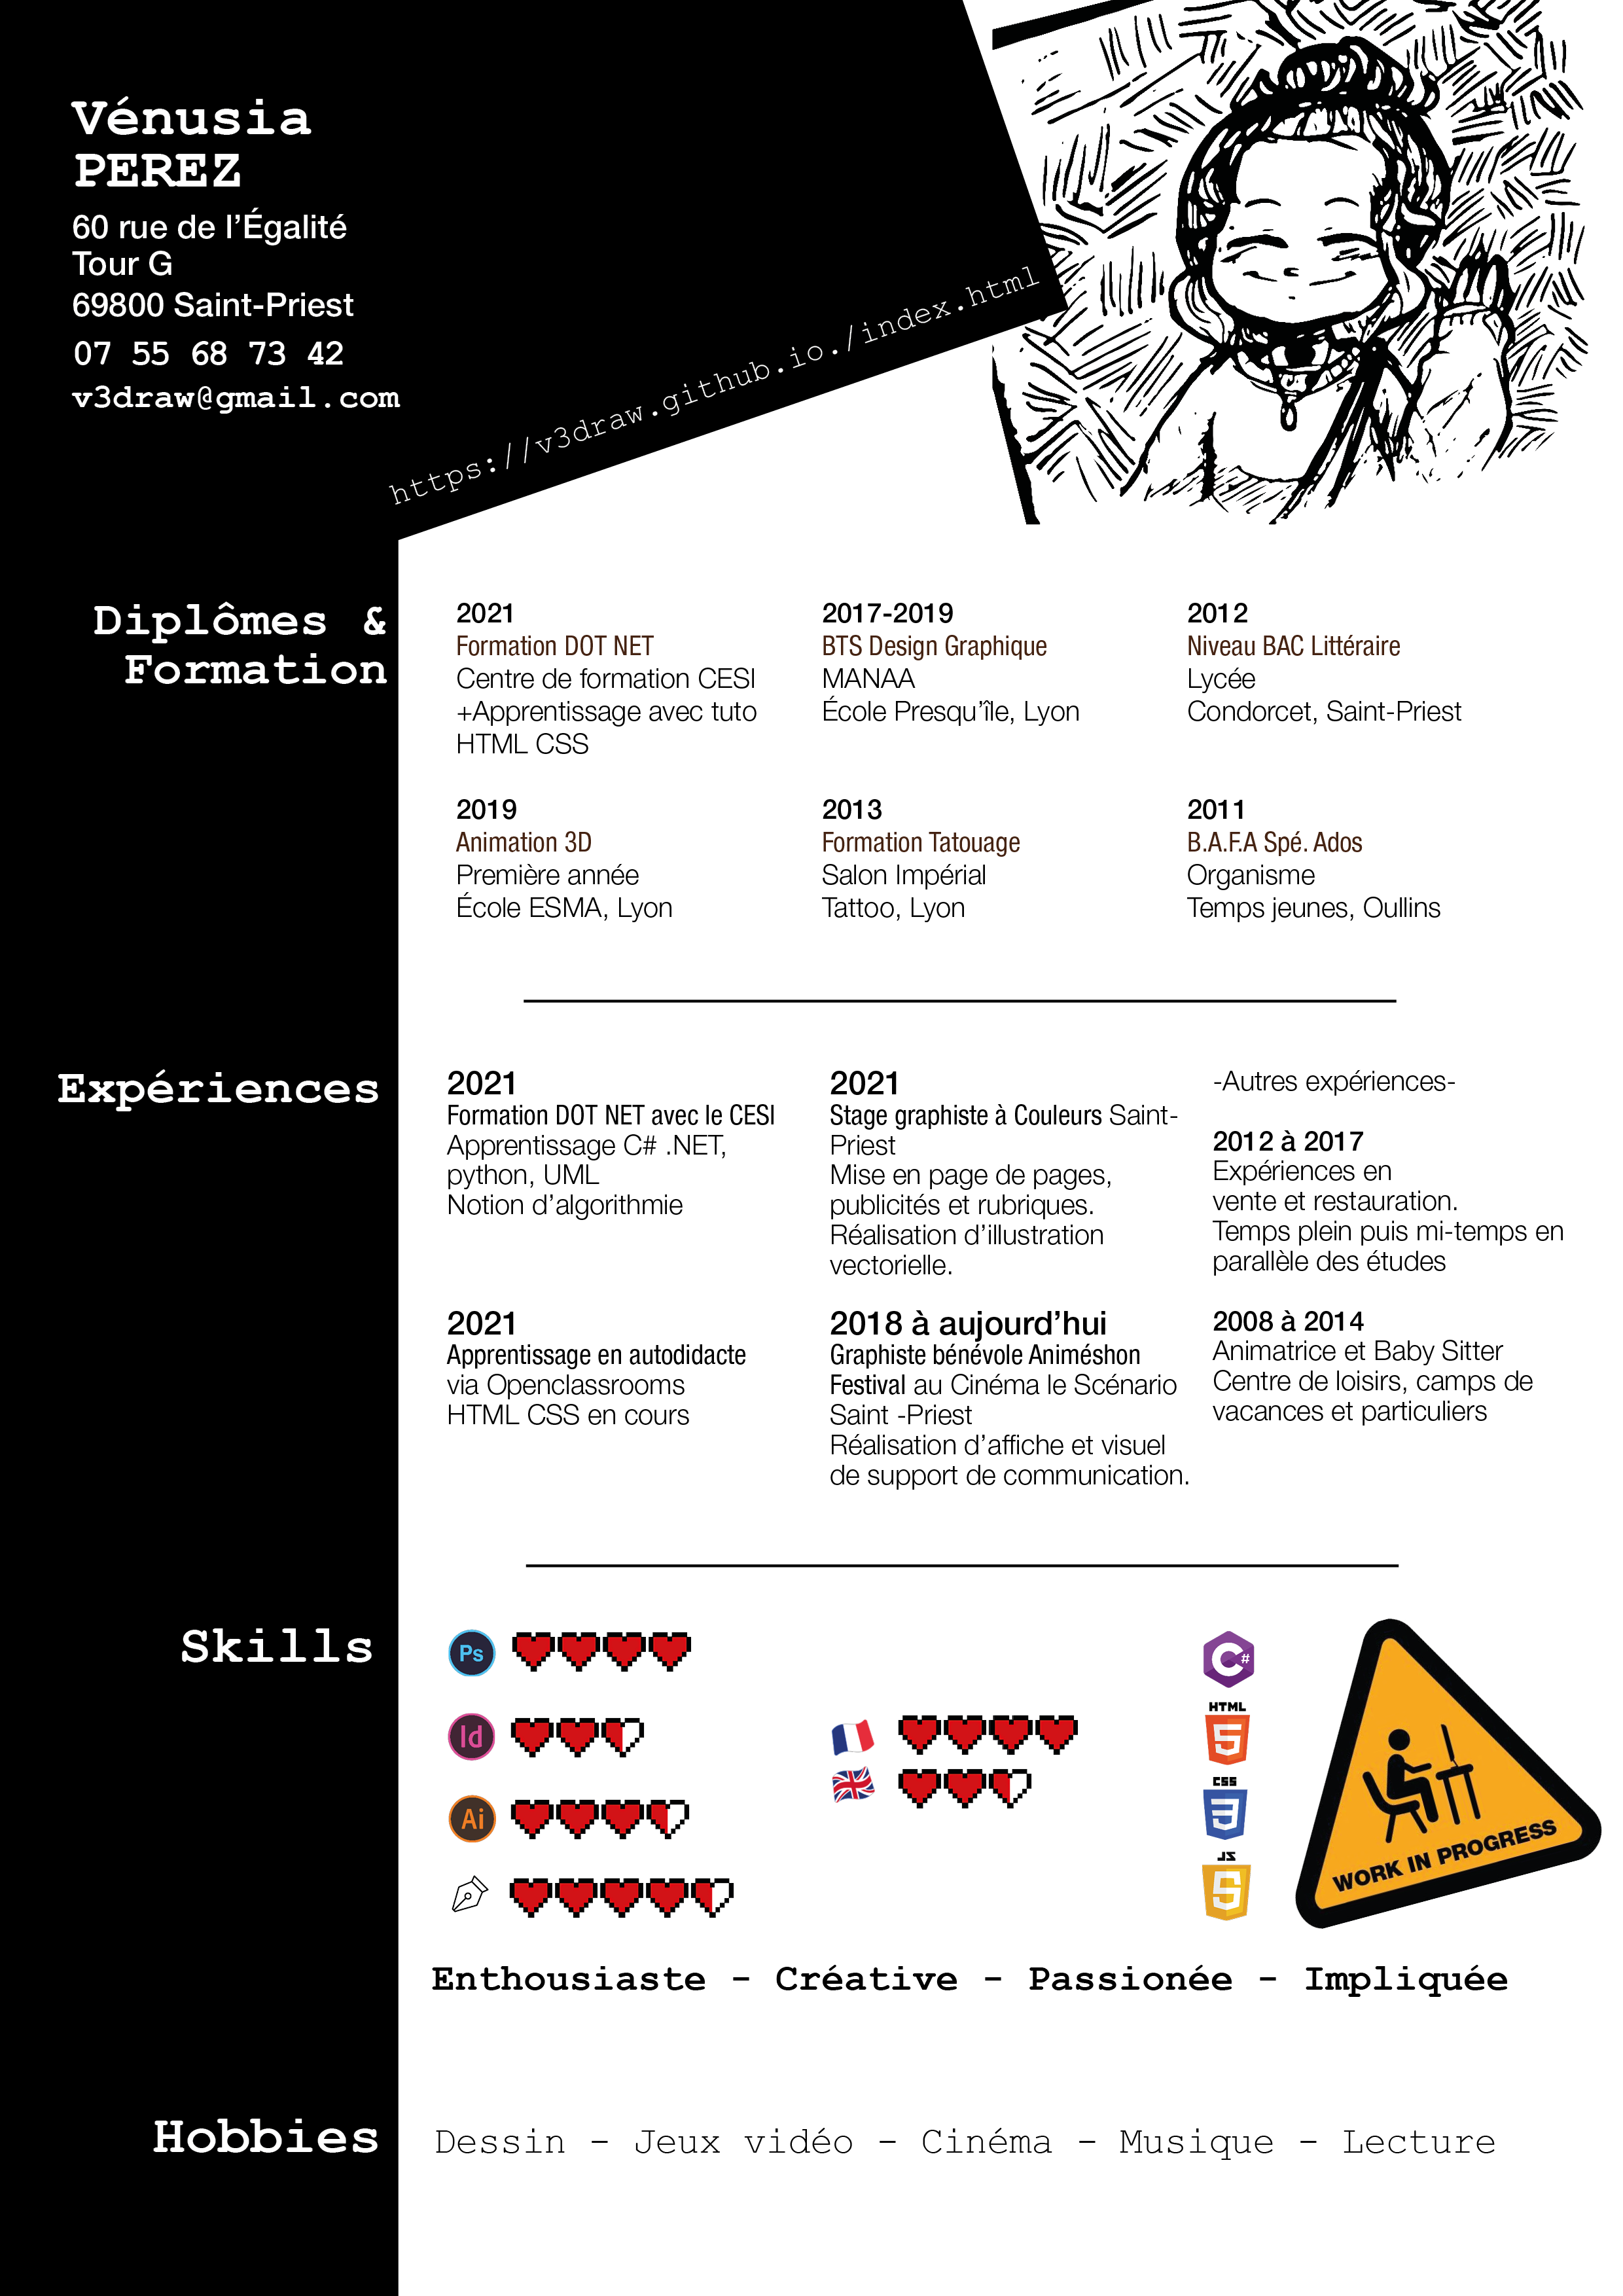 Vénusia
PEREZ
60 rue de l’Égalité
Tour G
69800 Saint-Priest
07 55 68 73 42
v3draw@gmail.com
https://v3draw.github.io./index.html
Diplômes &
Formation
2021
Formation DOT NET
Centre de formation CESI
+Apprentissage avec tuto
HTML CSS
2017-2019
BTS Design Graphique
MANAA
École Presqu’île, Lyon
2012
Niveau BAC Littéraire
Lycée
Condorcet, Saint-Priest
2019
Animation 3D
Première année
École ESMA, Lyon
2013
Formation Tatouage
Salon Impérial
Tattoo, Lyon
2011
B.A.F.A Spé. Ados
Organisme
Temps jeunes, Oullins
Expériences
2021
Formation DOT NET avec le CESI
Apprentissage C# .NET,
python, UML
Notion d’algorithmie
2021
Apprentissage en autodidacte
via Openclassrooms
HTML CSS en cours
2021
Stage graphiste à Couleurs Saint-
Priest
Mise en page de pages,
publicités et rubriques.
Réalisation d’illustration
vectorielle.
2018 à aujourd’hui
Graphiste bénévole Animéshon
Festival au Cinéma le Scénario
Saint -Priest
Réalisation d’affiche et visuel
de support de communication.
-Autres expériences-
2012 à 2017
Expériences en
vente et restauration.
Temps plein puis mi-temps en
parallèle des études
2008 à 2014
Animatrice et Baby Sitter
Centre de loisirs, camps de
vacances et particuliers
Skills
Ps
Id
Ai
C#
HTML
5
CSS
3
JS
5
WORK IN PROGRESS
Enthousiaste - Créative - Passionée - Impliquée
Hobbies
Dessin - Jeux vidéo - Cinéma - Musique - Lecture